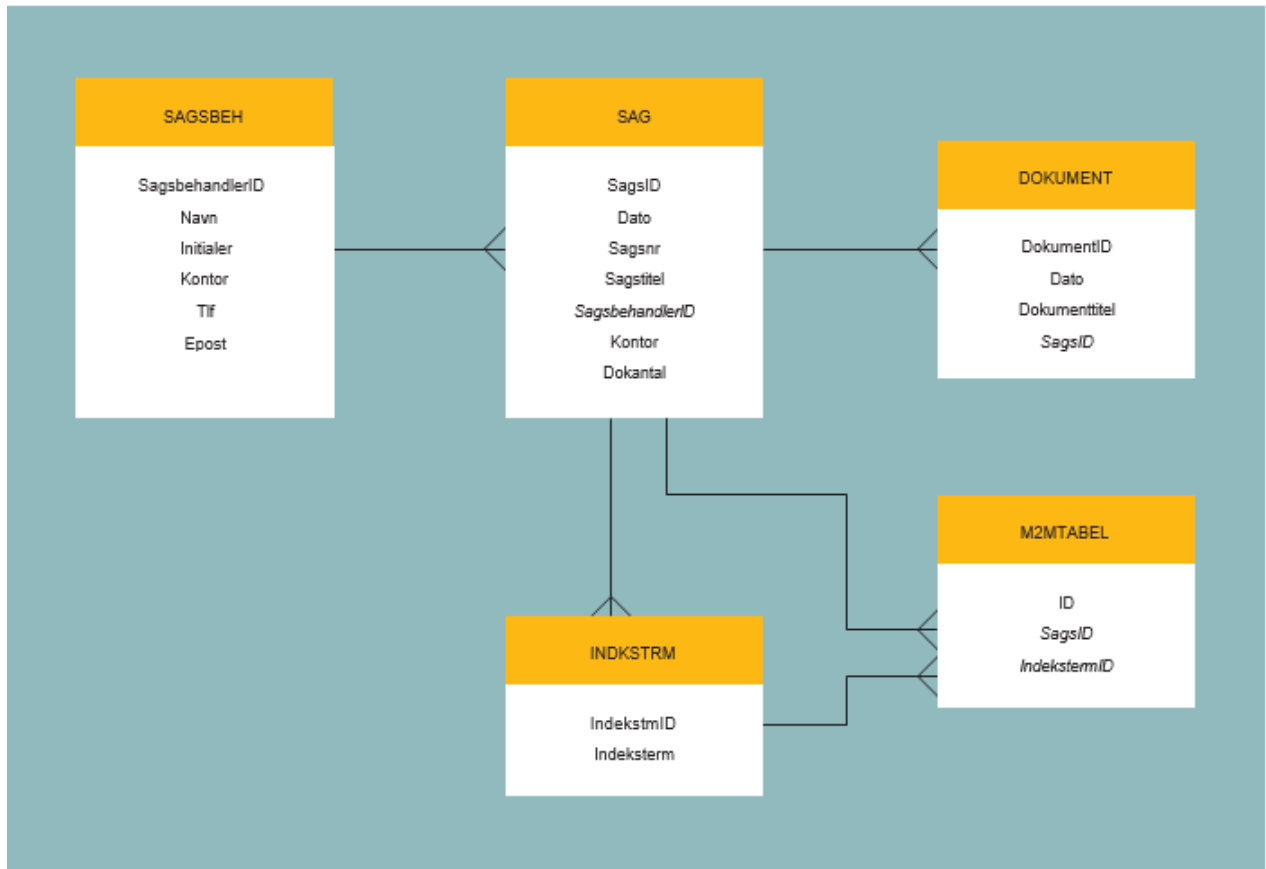 SAGSBEH
SagsbehandlerID
Navn
Initialer
Kontor
Tlf
Epost
SAG
SagsID
Dato
Sagsnr
Sagstitel
SagsbehandlerID
Kontor
Dokantal
DOKUMENT
DokumentID
Dato
Dokumenttitel
SagsID
INDKSTRM
IndekstmID
Indeksterm
M2MTABEL
ID
SagsID
IndekstermID